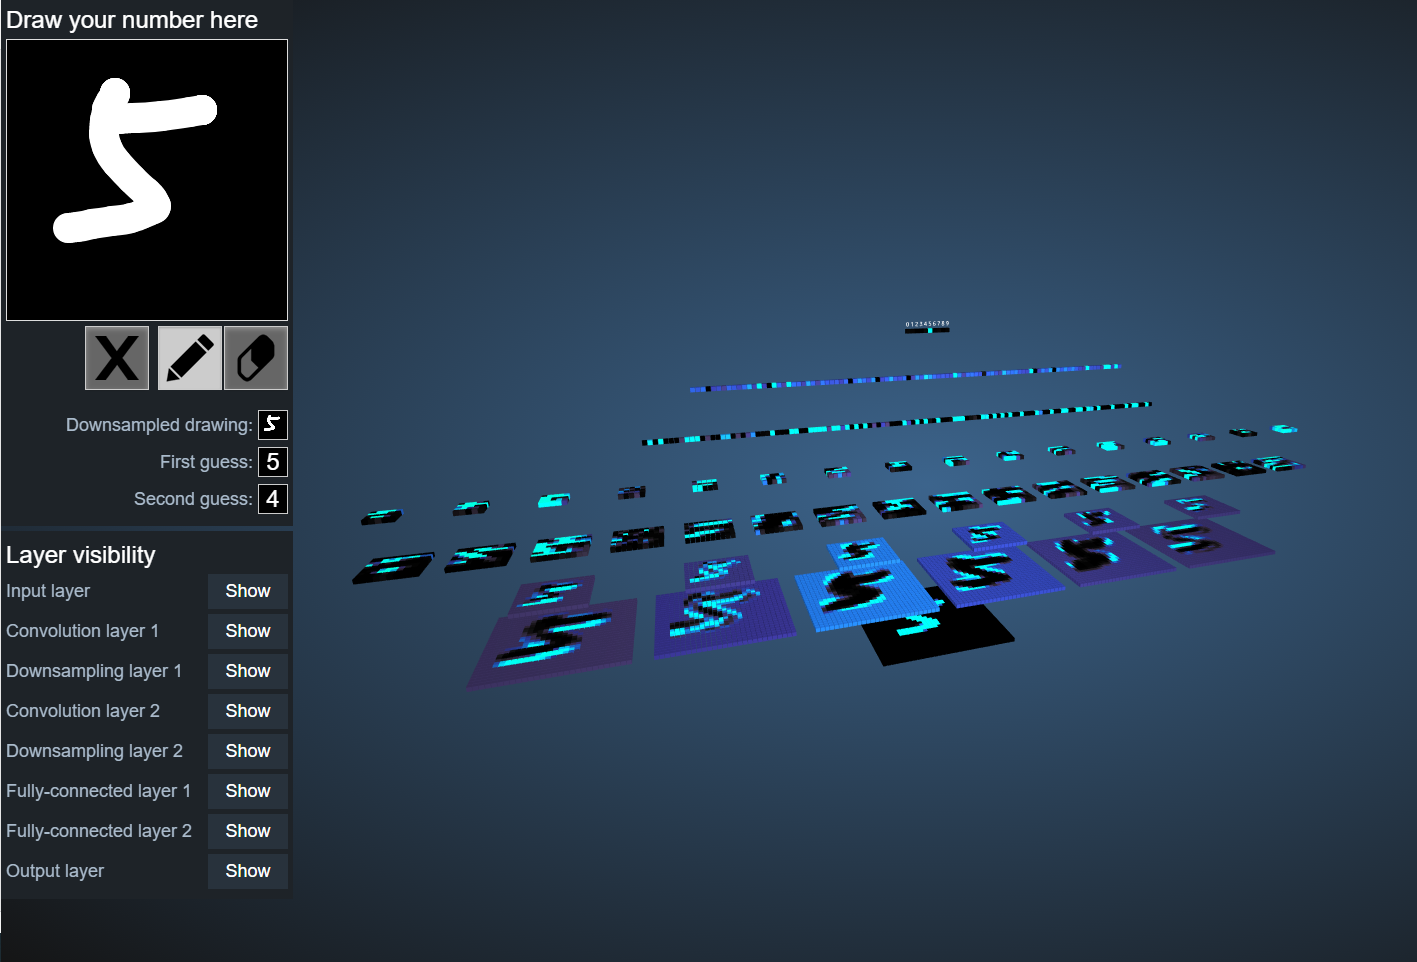 Draw your number here
5
X
Downsampled drawing: 5
First guess: 5
Second guess: 4
Layer visibility
Input layer Show
Convolution layer 1 Show
Downsampling layer 1 Show
Convolution layer 2 Show
Downsampling layer 2 Show
Fully-connected layer 1 Show
Fully-connected layer 2 Show
Output layer Show
0123456789